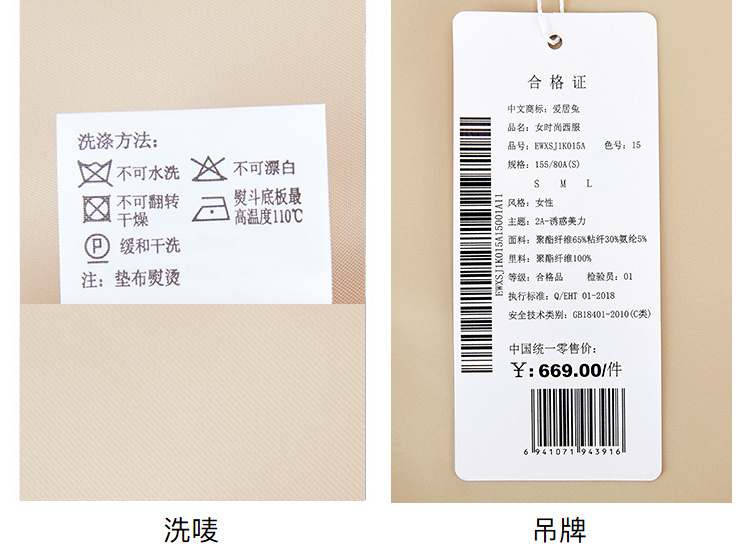 洗涤方法：
不可水洗
不可漂白
不可翻转
干燥
熨斗底板最
高温度110℃
P
缓和干洗
注：垫布熨烫
洗唛
合格证
中文商标：爱居兔
品名：女时尚西服
品号：EWXSJ1K015A 色号：15
规格：155/80A(S)
S M L
风格：女性
主题：2A-诱惑美力
面料：聚酯纤维65%粘纤30%氨纶5%
里料：聚酯纤维100%
等级：合格品 检验员：01
执行标准：Q/EHT 01-2018
安全技术类别：GB18401-2010(C类)
EWXSJ1K015A15001A11
中国统一零售价：
¥:669.00/件
6 941071 943916
吊牌